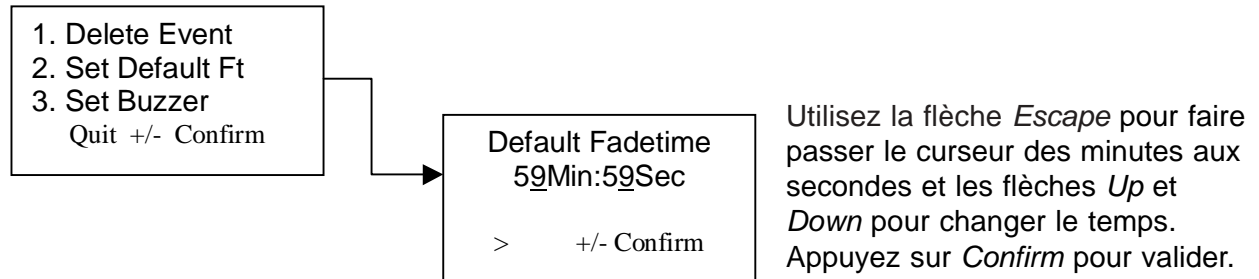 1. Delete Event
2. Set Default Ft
3. Set Buzzer
Quit +/- Confirm
Default Fadetime
59Min:59Sec
> +/- Confirm
Utilisez la flèche Escape pour faire
passer le curseur des minutes aux
secondes et les flèches Up et
Down pour changer le temps.
Appuyez sur Confirm pour valider.